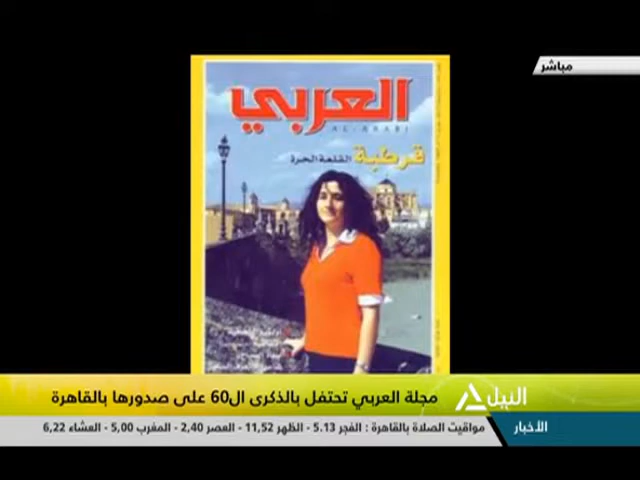 مباشر
العربي
AL-ARABI
قرطبة القلعة الحرة
النيل
مجلة العربي تحتفل بالذكرى ال60 على صدورها بالقاهرة
الأخبار
مواقيت الصلاة بالقاهرة : الفجر 5.13 - الظهر 11,52 - العصر 2,40 - المغرب 5,00 - العشاء 6,22